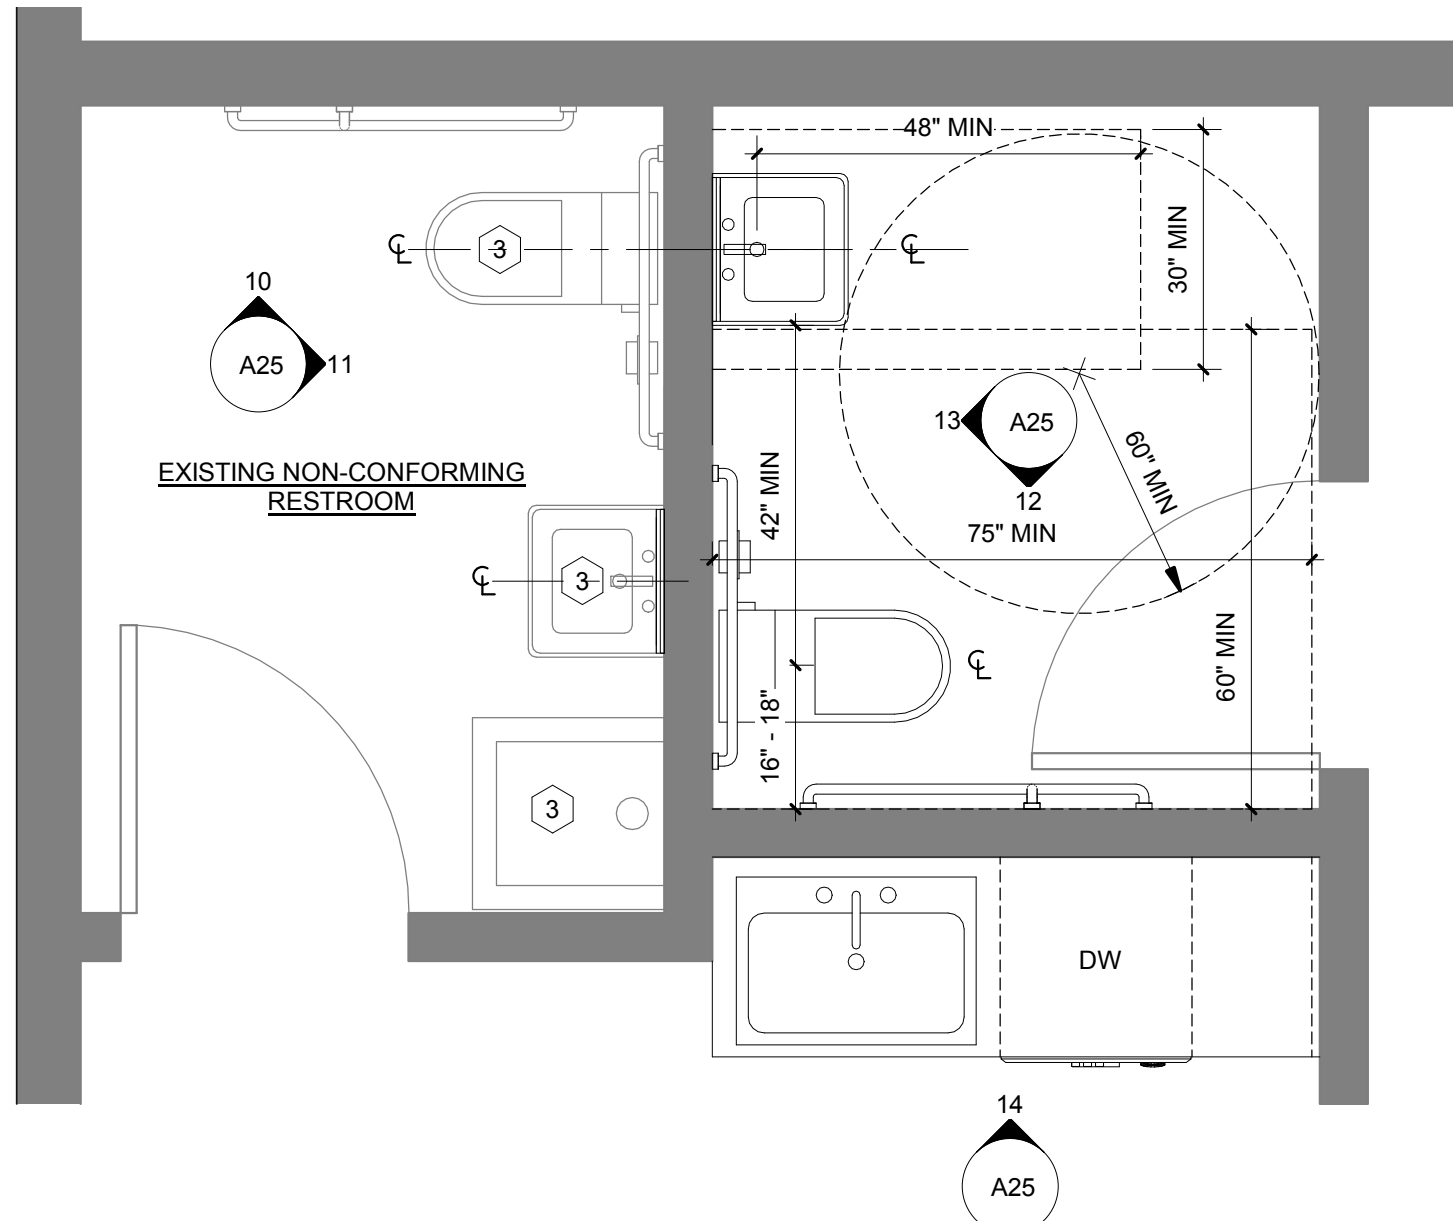 48" MIN
30" MIN
℄
3
℄
10
A25
11
13
A25
12
60" MIN
42" MIN
75" MIN
EXISTING NON-CONFORMING
RESTROOM
℄
3
℄
60" MIN
16" - 18"
3
DW
14
A25